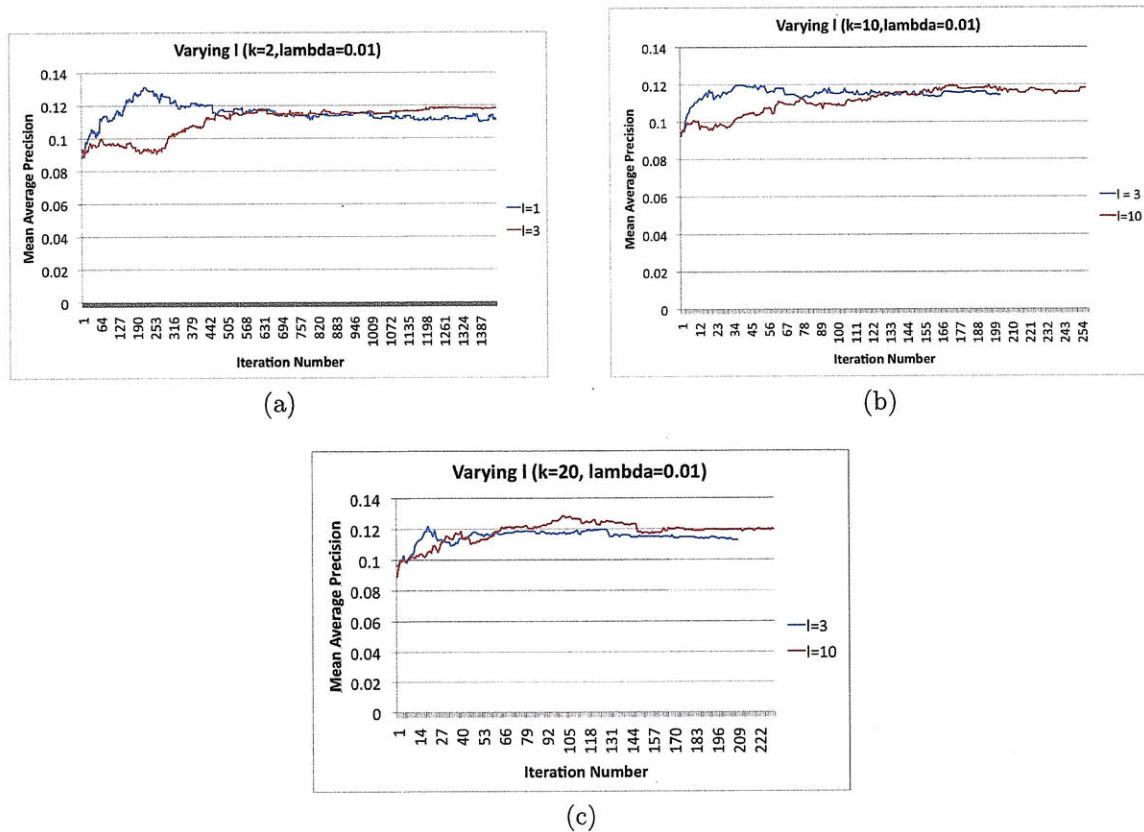 Varying l (k=2,lambda=0.01)
0.14
0.12
0.1
0.08
0.06
0.04
0.02
0
Mean Average Precision
l=1
l=3
1 64 127 190 253 316 379 442 505 568 631 694 757 820 883 946 1009 1072 1135 1198 1261 1324 1387
Iteration Number
(a)
Varying l (k=10,lambda=0.01)
0.14
0.12
0.1
0.08
0.06
0.04
0.02
0
Mean Average Precision
l = 3
l=10
1 12 23 34 45 56 67 78 89 100 111 122 133 144 155 166 177 188 199 210 221 232 243 254
Iteration Number
(b)
Varying l (k=20, lambda=0.01)
0.14
0.12
0.1
0.08
0.06
0.04
0.02
0
Mean Average Precision
l=3
l=10
1 14 27 40 53 66 79 92 105 118 131 144 157 170 183 196 209 222
Iteration Number
(c)